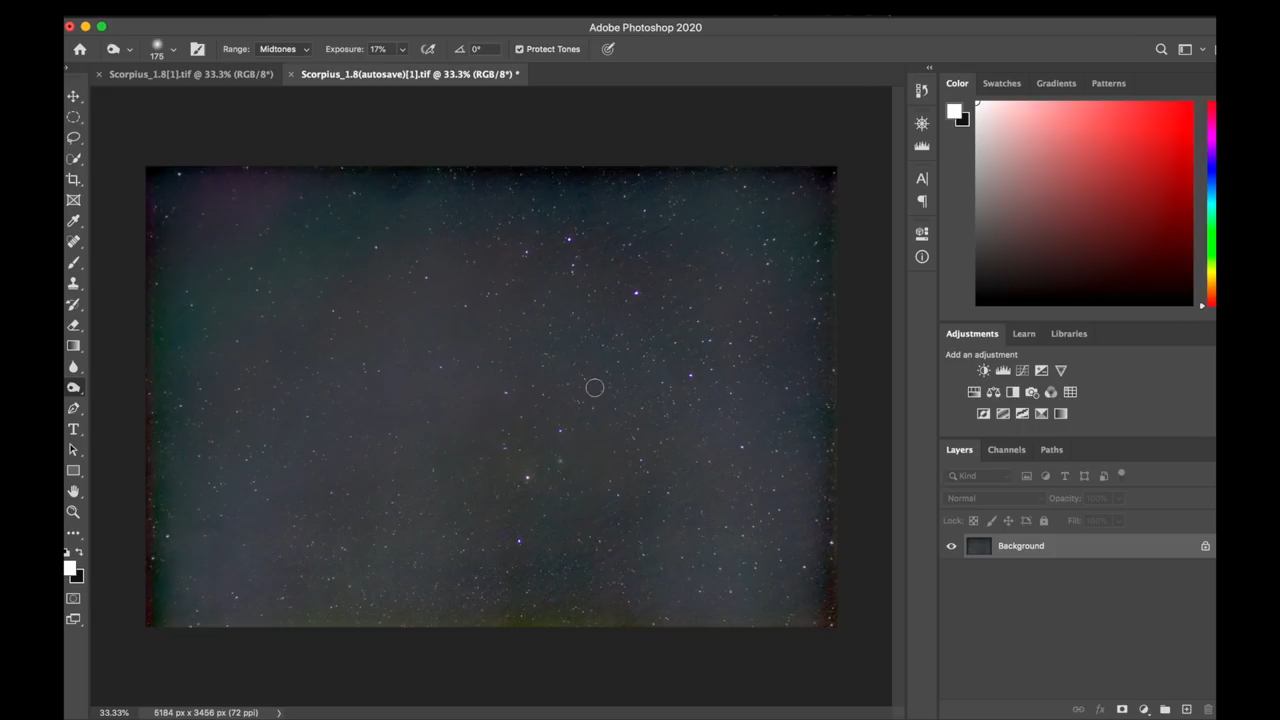 Adobe Photoshop 2020
175 Range: Midtones Exposure: 17% 0° Protect Tones
Scorpius_1.8[1].tif @ 33.3% (RGB/8*) Scorpius_1.8(autosave)[1].tif @ 33.3% (RGB/8*) *
Color Swatches Gradients Patterns
Adjustments Learn Libraries
Add an adjustment
Layers Channels Paths
Kind
Normal Opacity: 100%
Lock: Fill: 100%
Background
33.33% 5184 px x 3456 px (72 ppi)